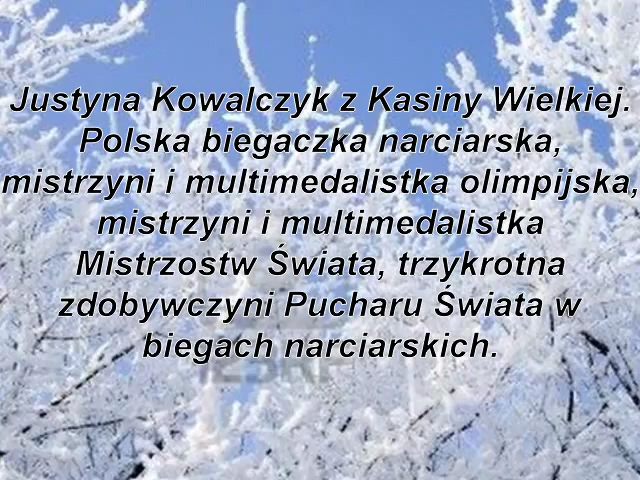 Justyna Kowalczyk z Kasiny Wielkiej.
Polska biegaczka narciarska,
mistrzyni i multimedalistka olimpijska,
mistrzyni i multimedalistka
Mistrzostw Świata, trzykrotna
zdobywczyni Pucharu Świata w
biegach narciarskich.